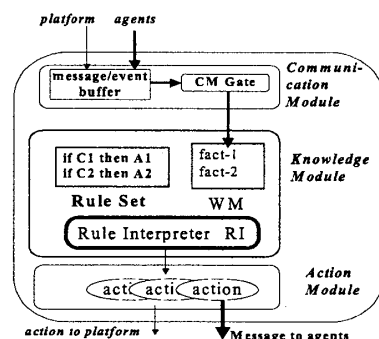 platform agents
message/event
buffer
CM Gate
Communi-
cation
Module
if C1 then A1
if C2 then A2
fact-1
fact-2
Knowledge
Module
Rule Set WM
Rule Interpreter RI
acti acti action
Action
Module
action to platform
Message to agents